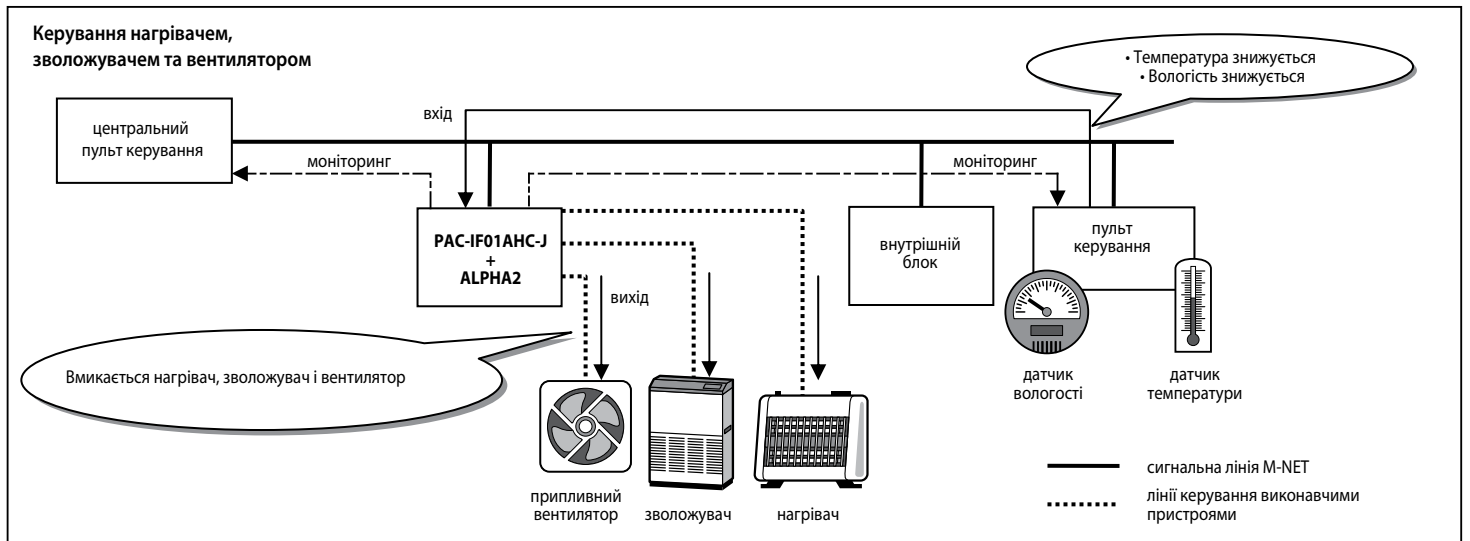 Керування нагрівачем,
зволожувачем та вентилятором
• Температура знижується
• Вологість знижується
вхід
центральний
пульт керування
моніторинг
моніторинг
PAC-IF01AHC-J
+
ALPHA2
внутрішній
блок
пульт
керування
вихід
Вмикається нагрівач, зволожувач і вентилятор
датчик
вологості
датчик
температури
припливний
вентилятор
зволожувач
нагрівач
сигнальна лінія M-NET
лінії керування виконавчими
пристроями